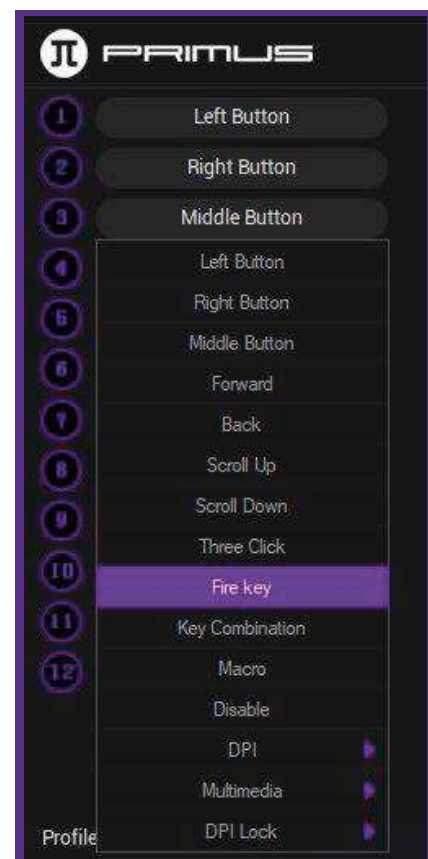 PRIMUS
1 Left Button
2 Right Button
3 Middle Button
4
Left Button
5
Right Button
Middle Button
6
Forward
7
Back
8
Scroll Up
9
Scroll Down
Three Click
10
Fire key
11
Key Combination
12
Macro
Disable
DPI
Multimedia
Profile
DPI Lock